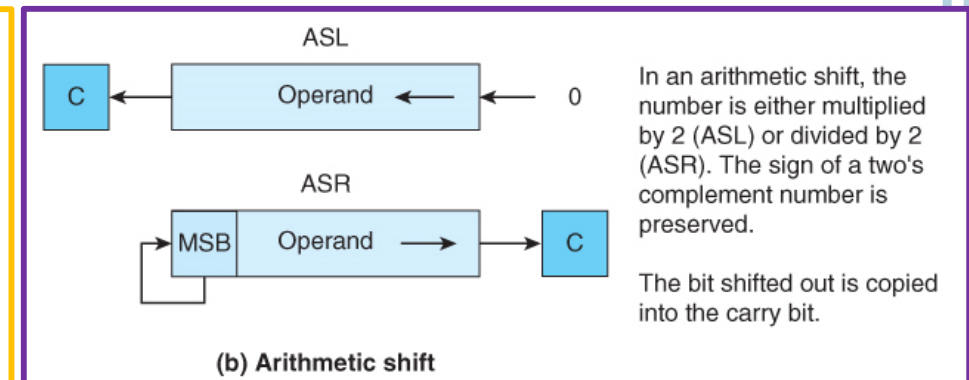 ASL
C
Operand
0
ASR
MSB
Operand
C
(b) Arithmetic shift
In an arithmetic shift, the
number is either multiplied
by 2 (ASL) or divided by 2
(ASR). The sign of a two's
complement number is
preserved.
The bit shifted out is copied
into the carry bit.